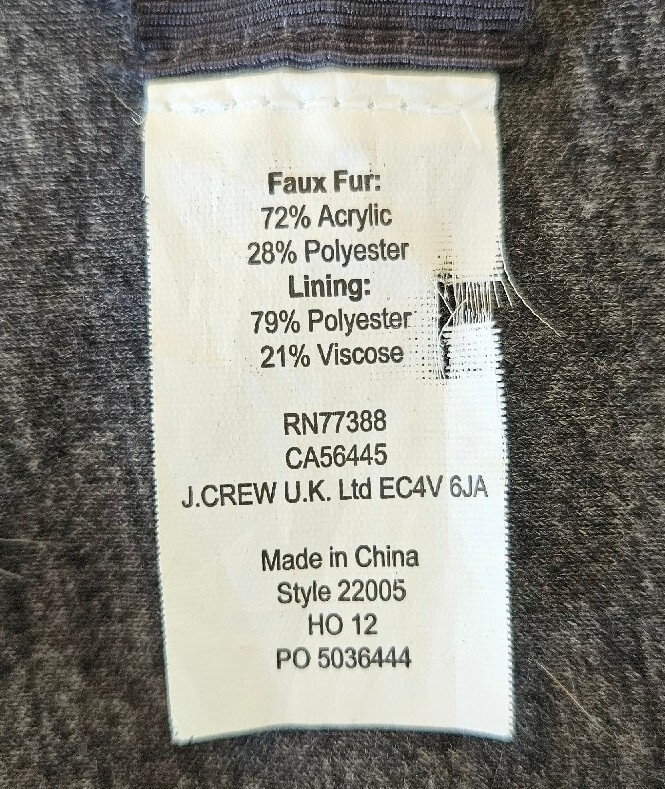 Faux Fur:
72% Acrylic
28% Polyester
Lining:
79% Polyester
21% Viscose
RN77388
CA56445
J.CREW U.K. Ltd EC4V 6JA
Made in China
Style 22005
HO 12
PO 5036444